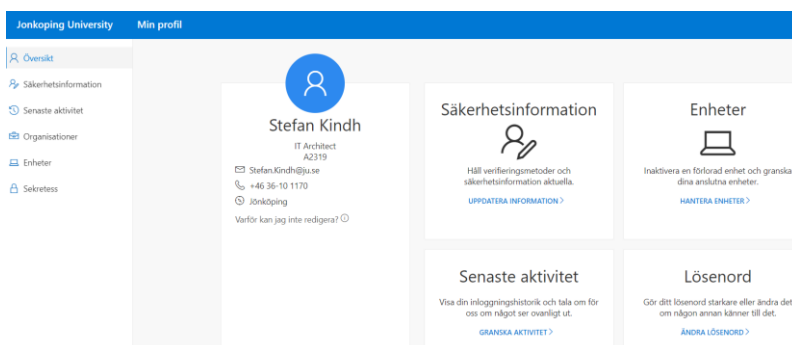 Jonkoping University
Min profil
Översikt
Säkerhetsinformation
Senaste aktivitet
Organisationer
Enheter
Sekretess
Stefan Kindh
IT Architect
A2319
Stefan.Kindh@ju.se
+46 36-10 1170
Jönköping
Varför kan jag inte redigera?
Säkerhetsinformation
Håll verifieringsmetoder och
säkerhetsinformation aktuella.
UPPDATERA INFORMATION >
Enheter
Inaktivera en förlorad enhet och granska
dina anslutna enheter.
HANTERA ENHETER >
Senaste aktivitet
Visa din inloggningshistorik och tala om för
oss om något ser ovanligt ut.
GRANSKA AKTIVITET >
Lösenord
Gör ditt lösenord starkare eller ändra det
om någon annan känner till det.
ÄNDRA LÖSENORD >